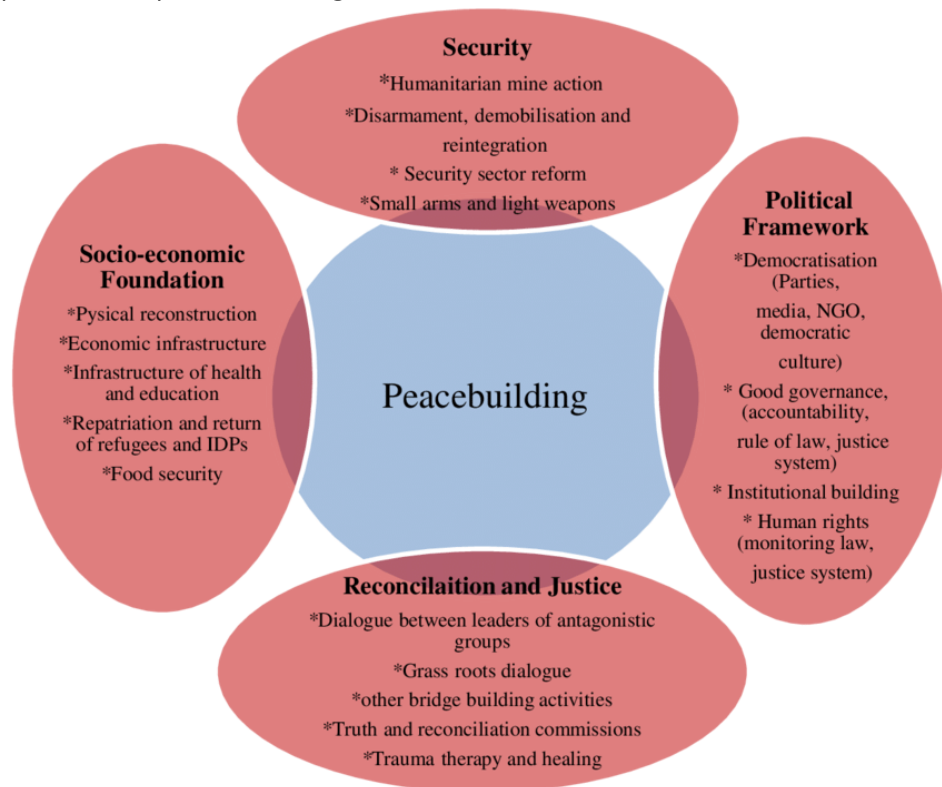 Security
*Humanitarian mine action
*Disarmament, demobilisation and
reintegration
* Security sector reform
*Small arms and light weapons
Political
Framework
*Democratisation
(Parties,
media, NGO,
democratic
culture)
* Good governance,
(accountability,
rule of law, justice
system)
* Institutional building
* Human rights
(monitoring law,
justice system)
Socio-economic
Foundation
*Pysical reconstruction
*Economic infrastructure
*Infrastructure of health
and education
*Repatriation and return
of refugees and IDPs
*Food security
Peacebuilding
Reconcilaition and Justice
*Dialogue between leaders of antagonistic
groups
*Grass roots dialogue
*other bridge building activities
*Truth and reconciliation commissions
*Trauma therapy and healing